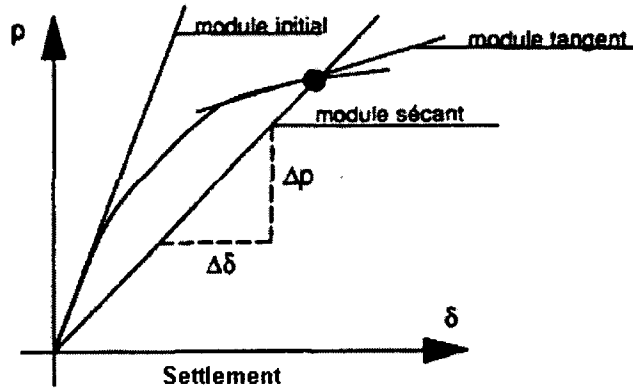 p
module initial
module tangent
module sécant
Δp
Δδ
δ
Settlement